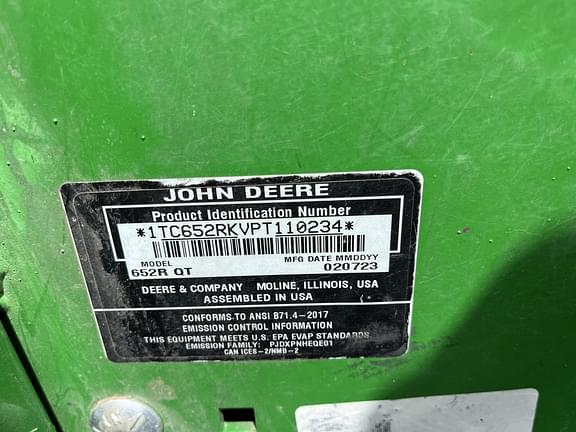 JOHN DEERE
Product Identification Number
*1TC652RKVPT110234*
MODEL MFG DATE MMDDYY
652R QT 020723
DEERE & COMPANY MOLINE, ILLINOIS, USA
ASSEMBLED IN USA
CONFORMS TO ANSI B71.4-2017
EMISSION CONTROL INFORMATION
THIS EQUIPMENT MEETS U.S. EPA EVAP STANDARDS.
EMISSION FAMILY: PJDXPNHEQE01
CAN ICES-2/NMB-2